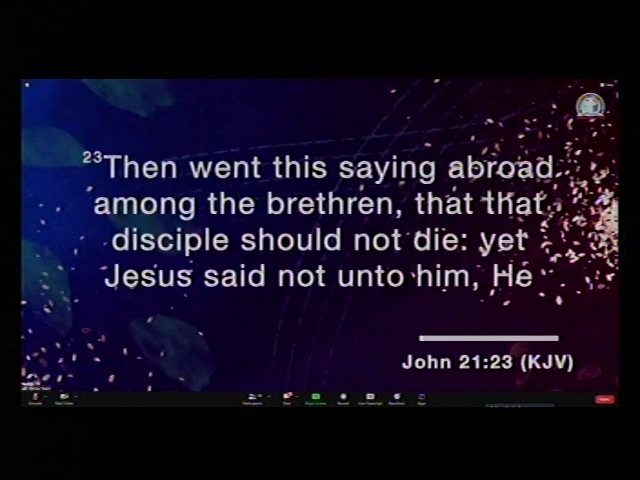 23Then went this saying abroad
among the brethren, that that
disciple should not die: yet
Jesus said not unto him, He
John 21:23 (KJV)